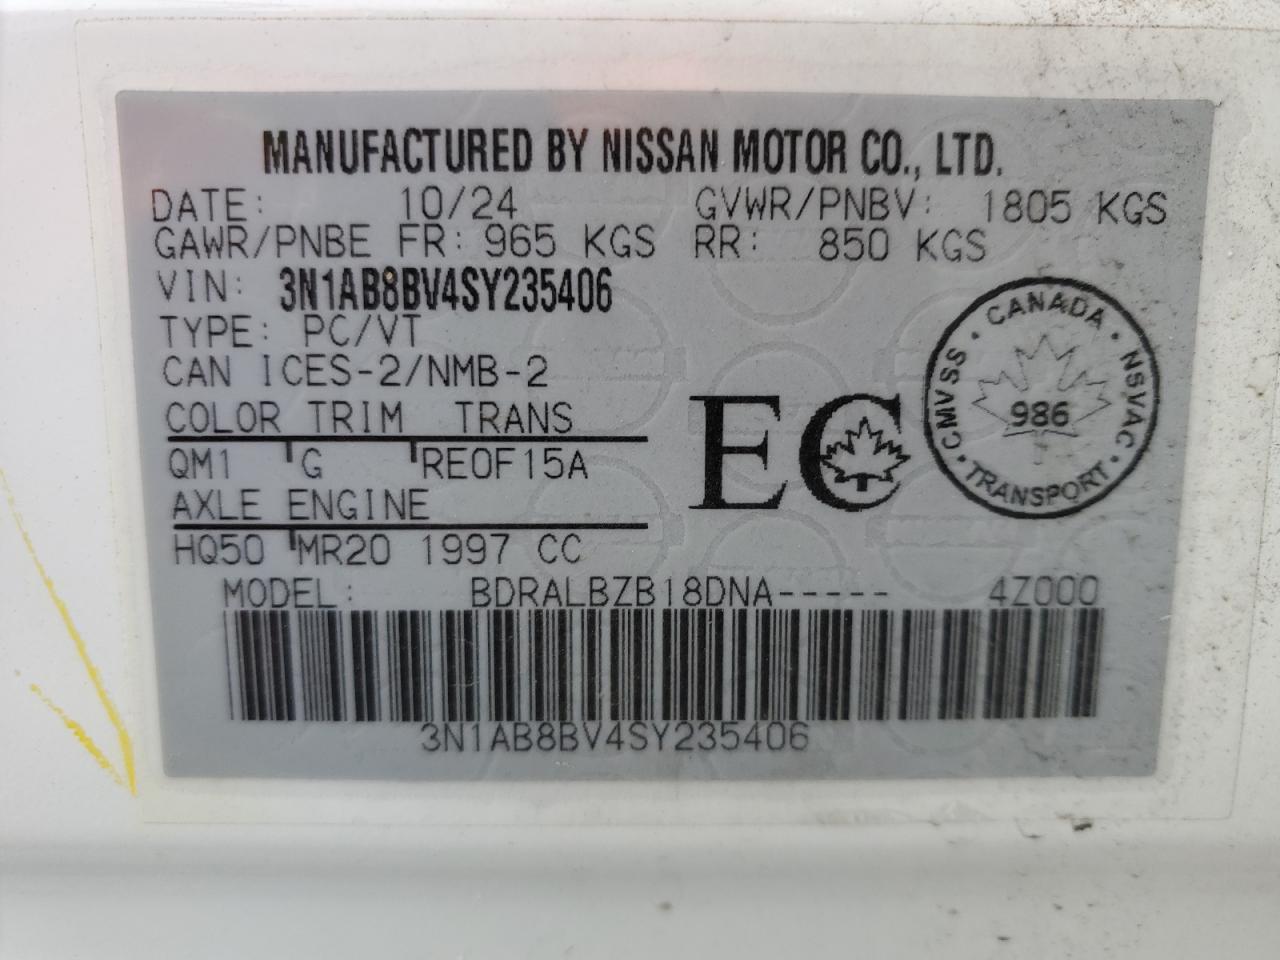 MANUFACTURED BY NISSAN MOTOR CO., LTD.
DATE: 10/24 GVWR/PNBV: 1805 KGS
GAWR/PNBE FR: 965 KGS RR: 850 KGS
VIN: 3N1AB8BV4SY235406
TYPE: PC/VT
CAN ICES-2/NMB-2
COLOR TRIM TRANS
QM1 G RE0F15A
AXLE ENGINE
HQ50 MR20 1997 CC
EC
CANADA · NSVAC · TRANSPORT · CMVSS ·
986
MODEL: BDRALBZB18DNA----- 4Z000
3N1AB8BV4SY235406